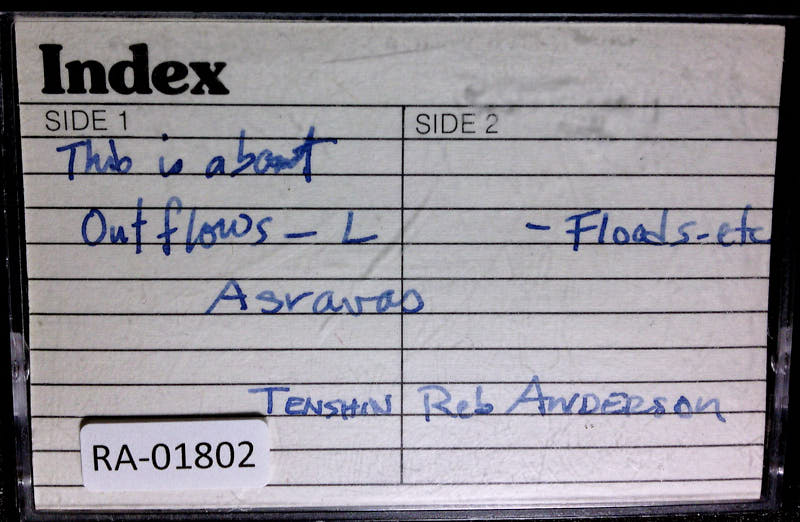 Index
SIDE 1
SIDE 2
This is about
Outflows - L - Floods-etc
Asravas
TENSHIN Reb ANDERSON
RA-01802